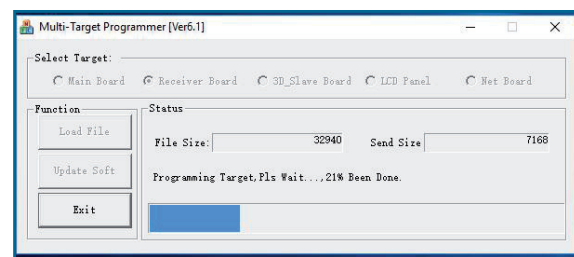 Multi-Target Programmer [Ver6.1]
Select Target:
Main Board Receiver Board 3D_Slave Board LCD Panel Net Board
Function
Status
Load File
File Size: 32940 Send Size 7168
Update Soft
Programming Target,Pls Wait...,21% Been Done.
Exit